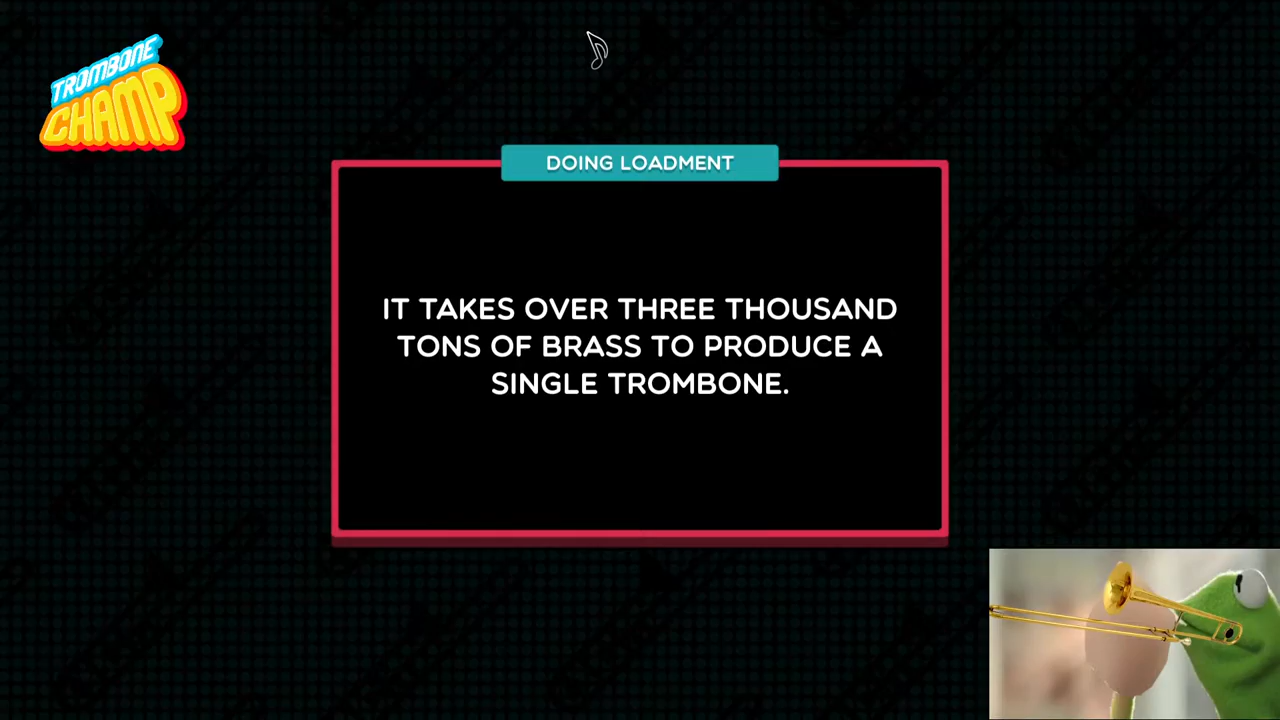 TROMBONE
CHAMP
DOING LOADMENT
IT TAKES OVER THREE THOUSAND
TONS OF BRASS TO PRODUCE A
SINGLE TROMBONE.